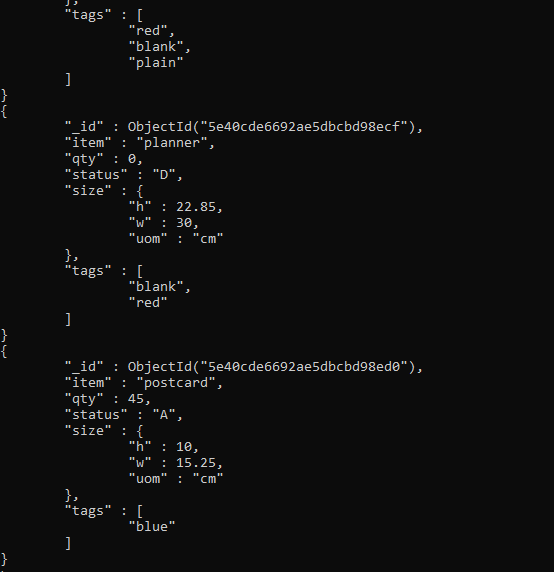 },
"tags" : [
"red",
"blank",
"plain"
]
}
{
"_id" : ObjectId("5e40cde6692ae5dbcbd98ecf"),
"item" : "planner",
"qty" : 0,
"status" : "D",
"size" : {
"h" : 22.85,
"w" : 30,
"uom" : "cm"
},
"tags" : [
"blank",
"red"
]
}
{
"_id" : ObjectId("5e40cde6692ae5dbcbd98ed0"),
"item" : "postcard",
"qty" : 45,
"status" : "A",
"size" : {
"h" : 10,
"w" : 15.25,
"uom" : "cm"
},
"tags" : [
"blue"
]
}